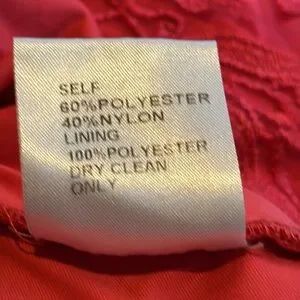 SELF
60%POLYESTER
40%NYLON
LINING
100%POLYESTER
DRY CLEAN
ONLY